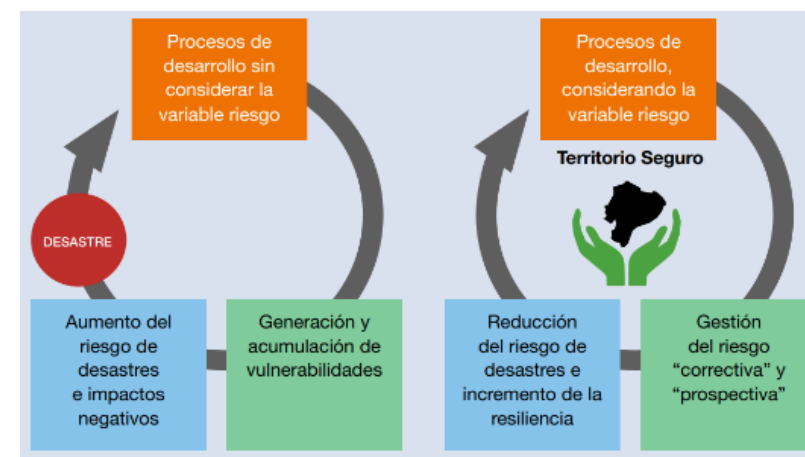 Procesos de
desarrollo sin
considerar la
variable riesgo
DESASTRE
Aumento del
riesgo de
desastres
e impactos
negativos
Generación y
acumulación de
vulnerabilidades
Procesos de
desarrollo,
considerando la
variable riesgo
Territorio Seguro
Reducción
del riesgo de
desastres e
incremento de la
resiliencia
Gestión
del riesgo
“correctiva” y
“prospectiva”